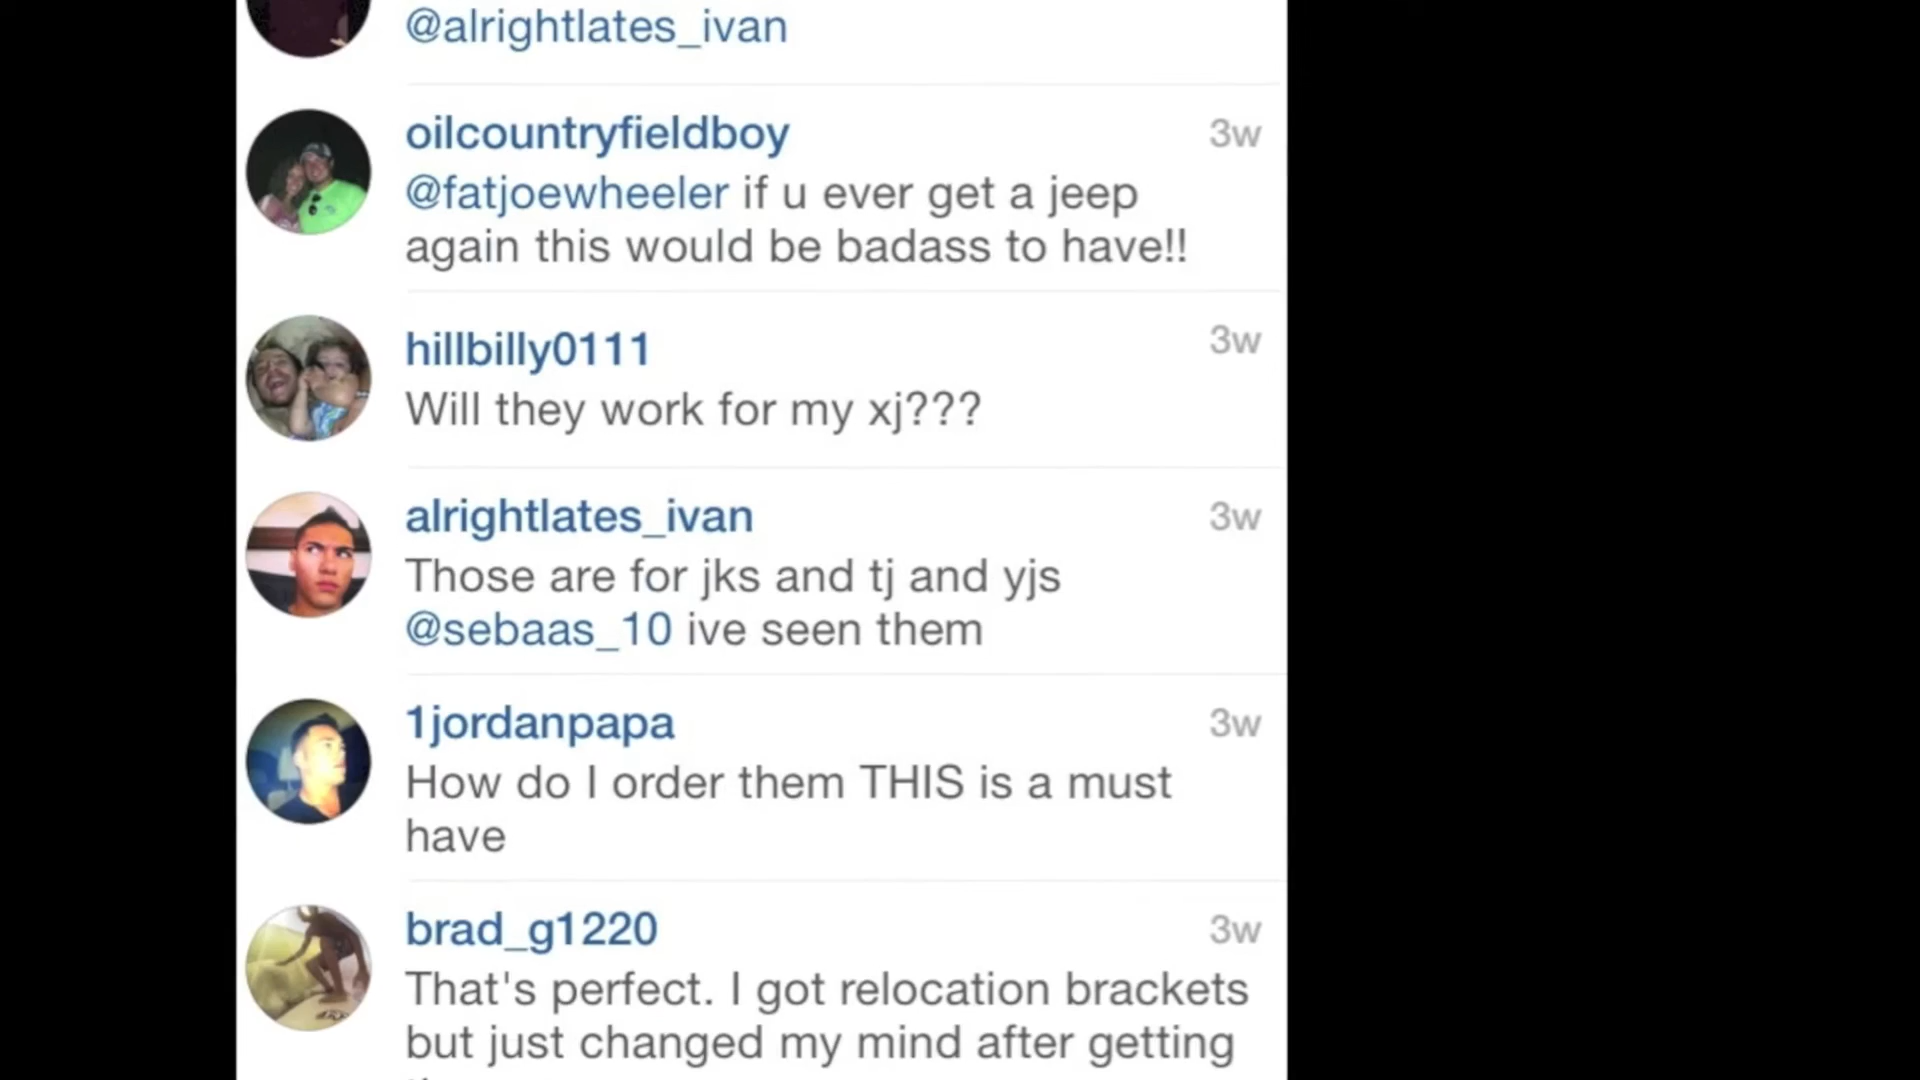 @alrightlates_ivan
oilcountryfieldboy 3w
@fatjoewheeler if u ever get a jeep
again this would be badass to have!!
hillbilly0111 3w
Will they work for my xj???
alrightlates_ivan 3w
Those are for jks and tj and yjs
@sebaas_10 ive seen them
1jordanpapa 3w
How do I order them THIS is a must
have
brad_g1220 3w
That's perfect. I got relocation brackets
but just changed my mind after getting